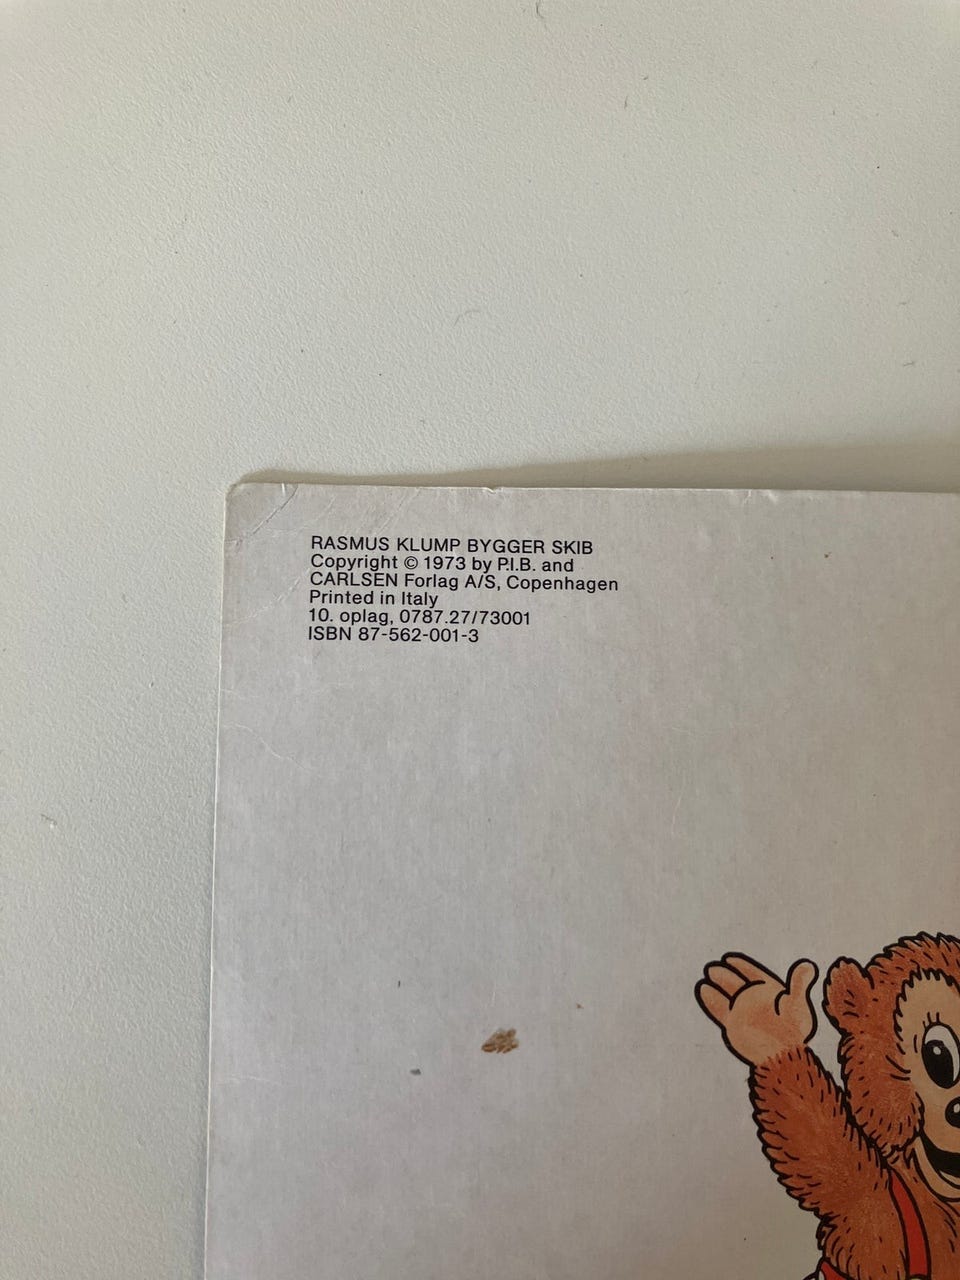 RASMUS KLUMP BYGGER SKIB
Copyright © 1973 by P.I.B. and
CARLSEN Forlag A/S, Copenhagen
Printed in Italy
10. oplag, 0787.27/73001
ISBN 87-562-001-3